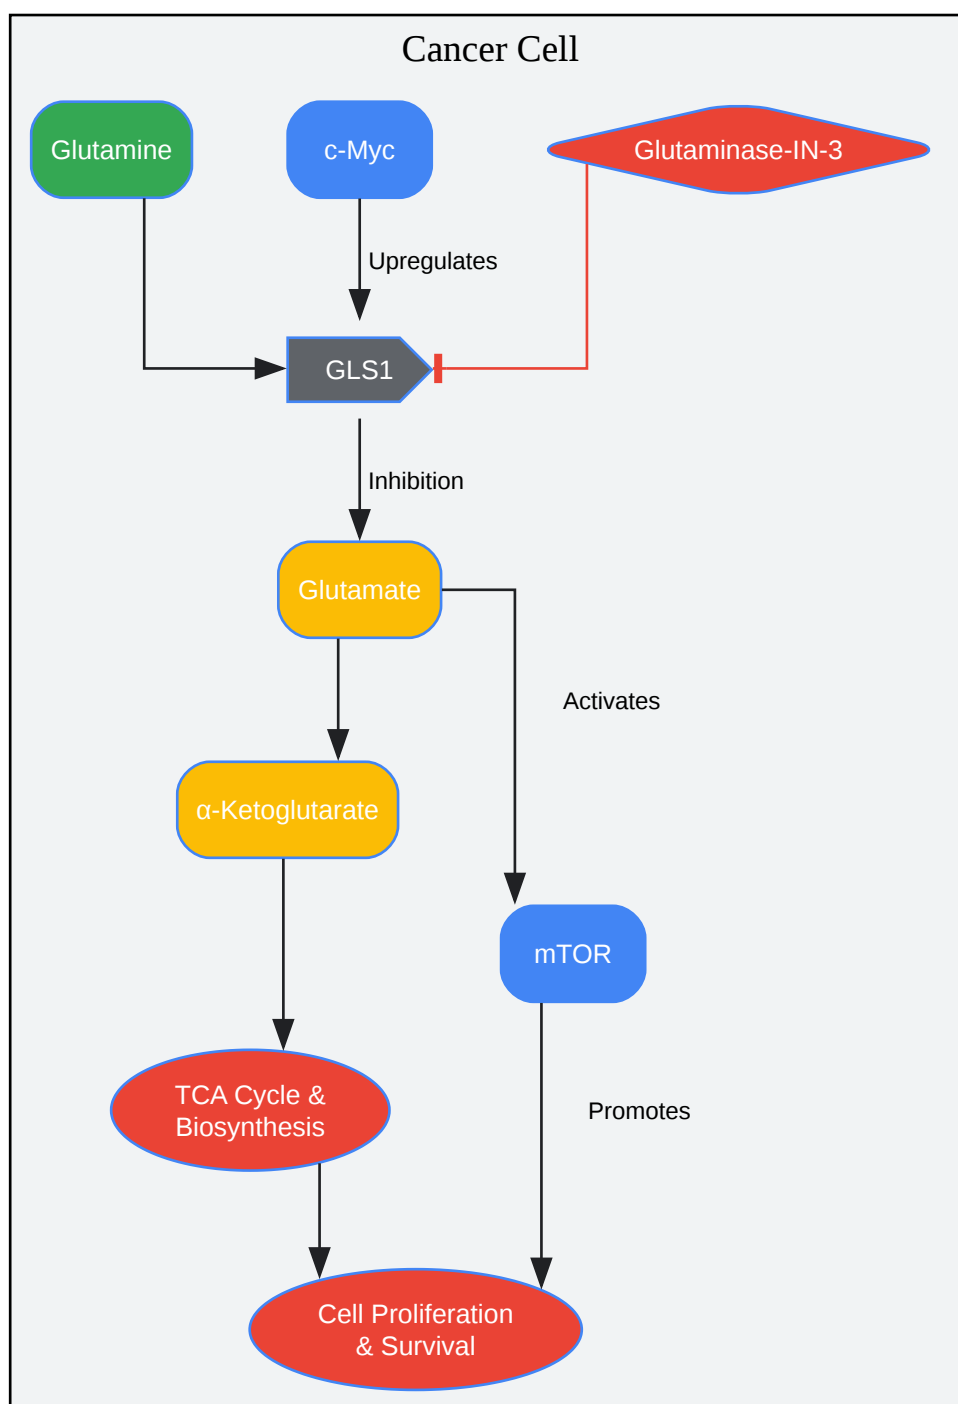 Cancer Cell
Glutamine
c-Myc
Glutaminase-IN-3
Upregulates
GLS1
Inhibition
Glutamate
Activates
α-Ketoglutarate
mTOR
TCA Cycle &
Biosynthesis
Promotes
Cell Proliferation
& Survival